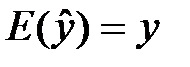 E(ŷ) = y